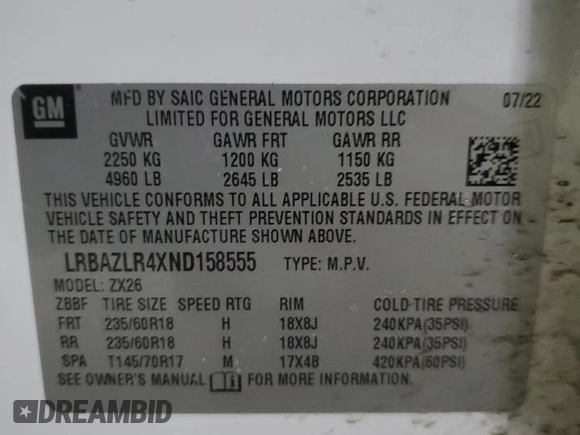 GM
MFD BY SAIC GENERAL MOTORS CORPORATION 07/22
LIMITED FOR GENERAL MOTORS LLC
GVWR GAWR FRT GAWR RR
2250 KG 1200 KG 1150 KG
4960 LB 2645 LB 2535 LB
THIS VEHICLE CONFORMS TO ALL APPLICABLE U.S. FEDERAL MOTOR
VEHICLE SAFETY AND THEFT PREVENTION STANDARDS IN EFFECT ON
DATE OF MANUFACTURE SHOWN ABOVE.
LRBAZLR4XND158555 TYPE: M.P.V.
MODEL: ZX26
ZBBF TIRE SIZE SPEED RTG RIM COLD TIRE PRESSURE
FRT 235/60R18 H 18X8J 240KPA(35PSI)
RR 235/60R18 H 18X8J 240KPA(35PSI)
SPA T145/70R17 M 17X4B 420KPA(60PSI)
SEE OWNER'S MANUAL FOR MORE INFORMATION
DREAMBID